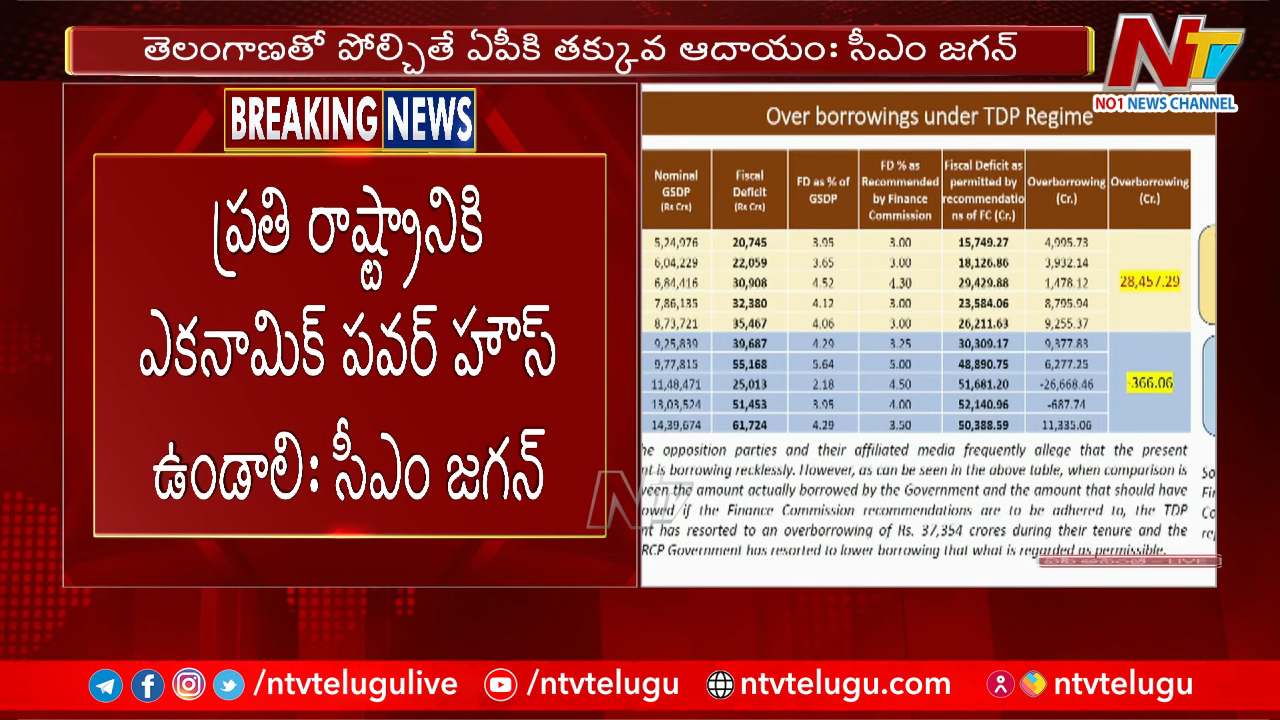 తెలంగాణతో పోల్చితే ఏపీకి తక్కువ ఆదాయం: సీఎం జగన్
NTV
NO1 NEWS CHANNEL
BREAKING NEWS
ప్రతి రాష్ట్రానికి
ఎకనామిక్ పవర్ హౌస్
ఉండాలి: సీఎం జగన్
Over borrowings under TDP Regime
Nominal GSDP (Rs Crs) Fiscal Deficit (Rs Crs) FD as % of GSDP FD % as Recommended by Finance Commission Fiscal Deficit as permitted by recommendatio ns of FC (Cr.) Overborrowing (Cr.) Overborrowing (Cr.)
5,24,976 20,745 3.95 3.00 15,749.27 4,995.73
6,04,229 22,059 3.65 3.00 18,126.86 3,932.14
6,84,416 30,908 4.52 4.30 29,429.88 1,478.12 28,457.29
7,86,135 32,380 4.12 3.00 23,584.06 8,795.94
8,73,721 35,467 4.06 3.00 26,211.63 9,255.37
9,25,839 39,687 4.29 3.25 30,309.17 9,377.83
9,77,815 55,168 5.64 5.00 48,890.75 6,277.25
11,48,471 25,013 2.18 4.50 51,681.20 -26,668.46 -366.06
13,03,524 51,453 3.95 4.00 52,140.96 -687.74
14,39,674 61,724 4.29 3.50 50,388.59 11,335.06
he opposition parties and their affiliated media frequently allege that the present
nt is borrowing recklessly. However, as can be seen in the above table, when comparison is
veen the amount actually borrowed by the Government and the amount that should have
owed if the Finance Commission recommendations are to be adhered to, the TDP
nt has resorted to an overborrowing of Rs. 37,354 crores during their tenure and the
RCP Government has resorted to lower borrowing that what is regarded as permissible.
So
Fi
Co
re
NTV
/ntvtelugulive /ntvtelugu ntvtelugu.com ntvtelugu